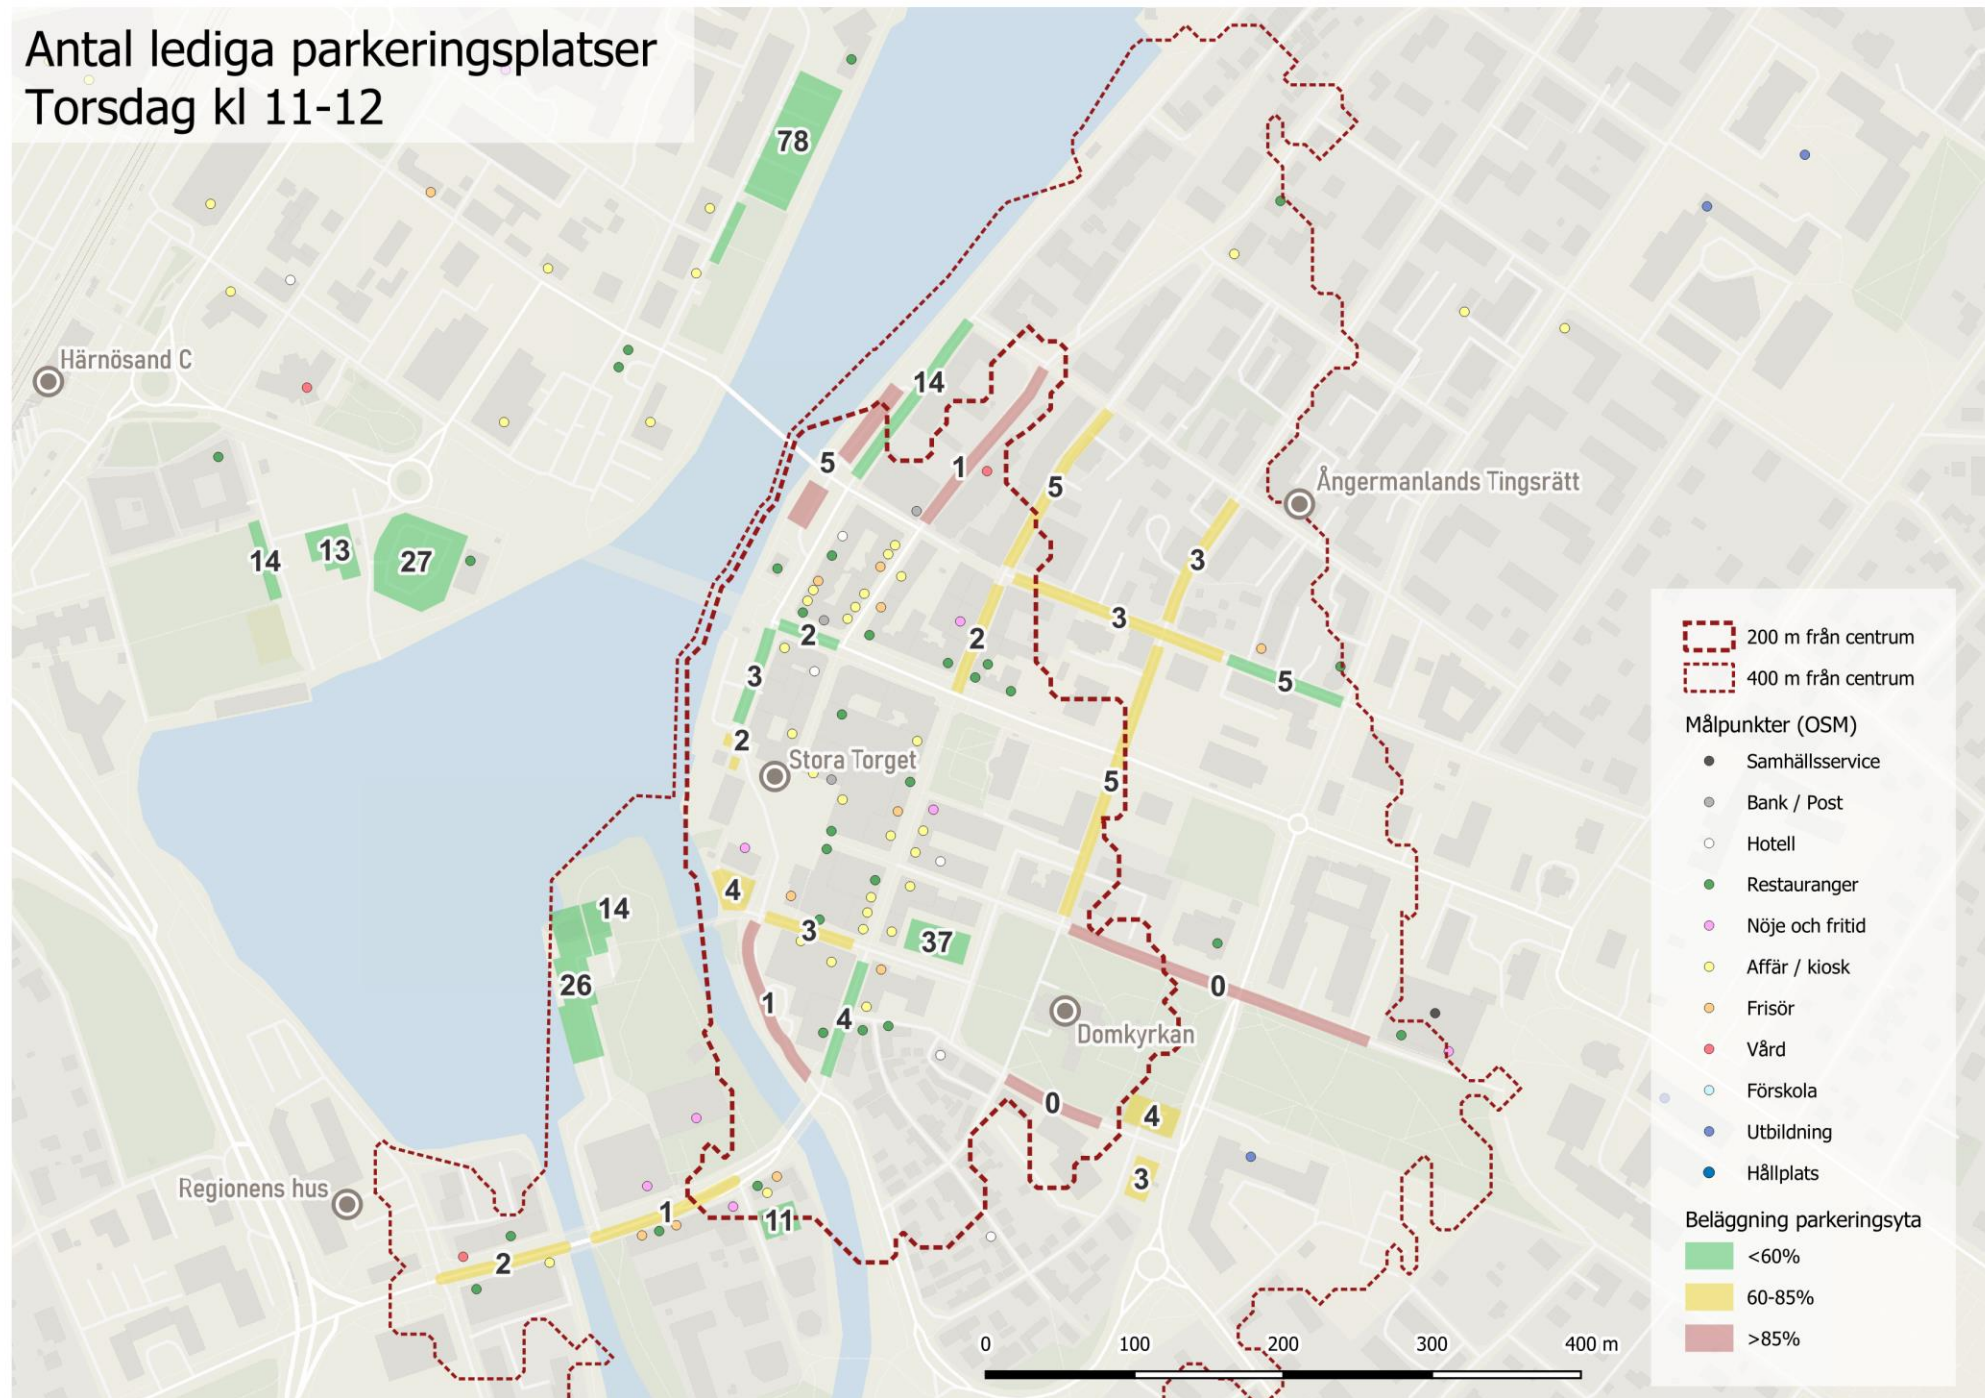 Antal lediga parkeringsplatser
Torsdag kl 11-12
78
Härnösand C
14
5
1
5
Ångermanlands Tingsrätt
14
13
27
3
3
2
2
3
5
2
Stora Torget
5
4
14
3
37
26
0
1
4
Domkyrkan
0
4
3
Regionens hus
1
11
2
200 m från centrum
400 m från centrum
Målpunkter (OSM)
Samhällsservice
Bank / Post
Hotell
Restauranger
Nöje och fritid
Affär / kiosk
Frisör
Vård
Förskola
Utbildning
Hållplats
Beläggning parkeringsyta
<60%
60-85%
>85%
0 100 200 300 400 m